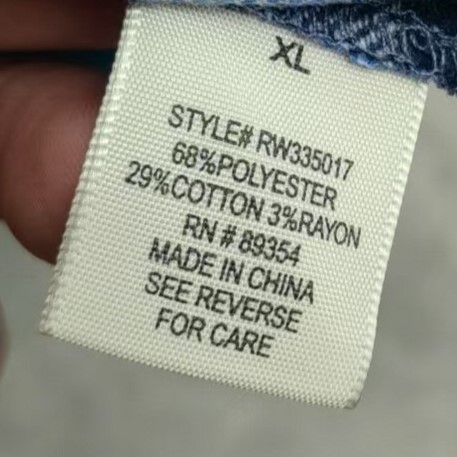 XL
STYLE# RW335017
68%POLYESTER
29%COTTON 3%RAYON
RN # 89354
MADE IN CHINA
SEE REVERSE
FOR CARE